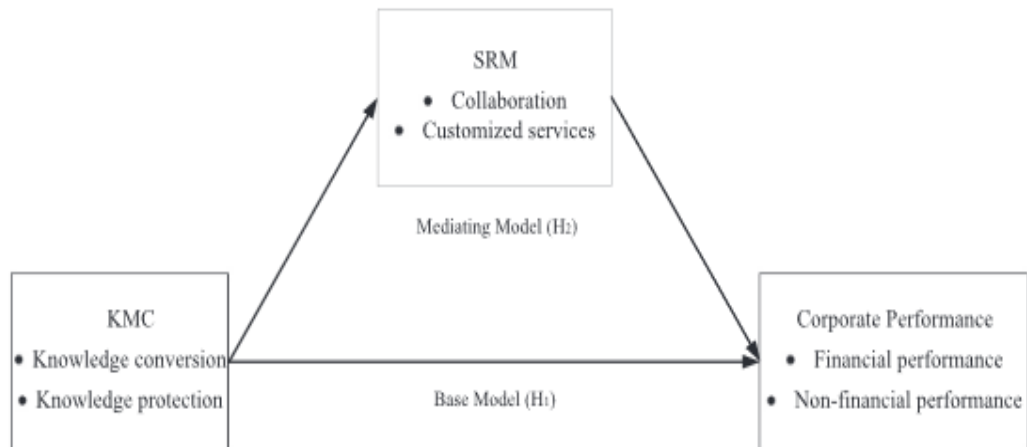 SRM
• Collaboration
• Customized services
Mediating Model (H₂)
KMC
• Knowledge conversion
• Knowledge protection
Base Model (H₁)
Corporate Performance
• Financial performance
• Non-financial performance